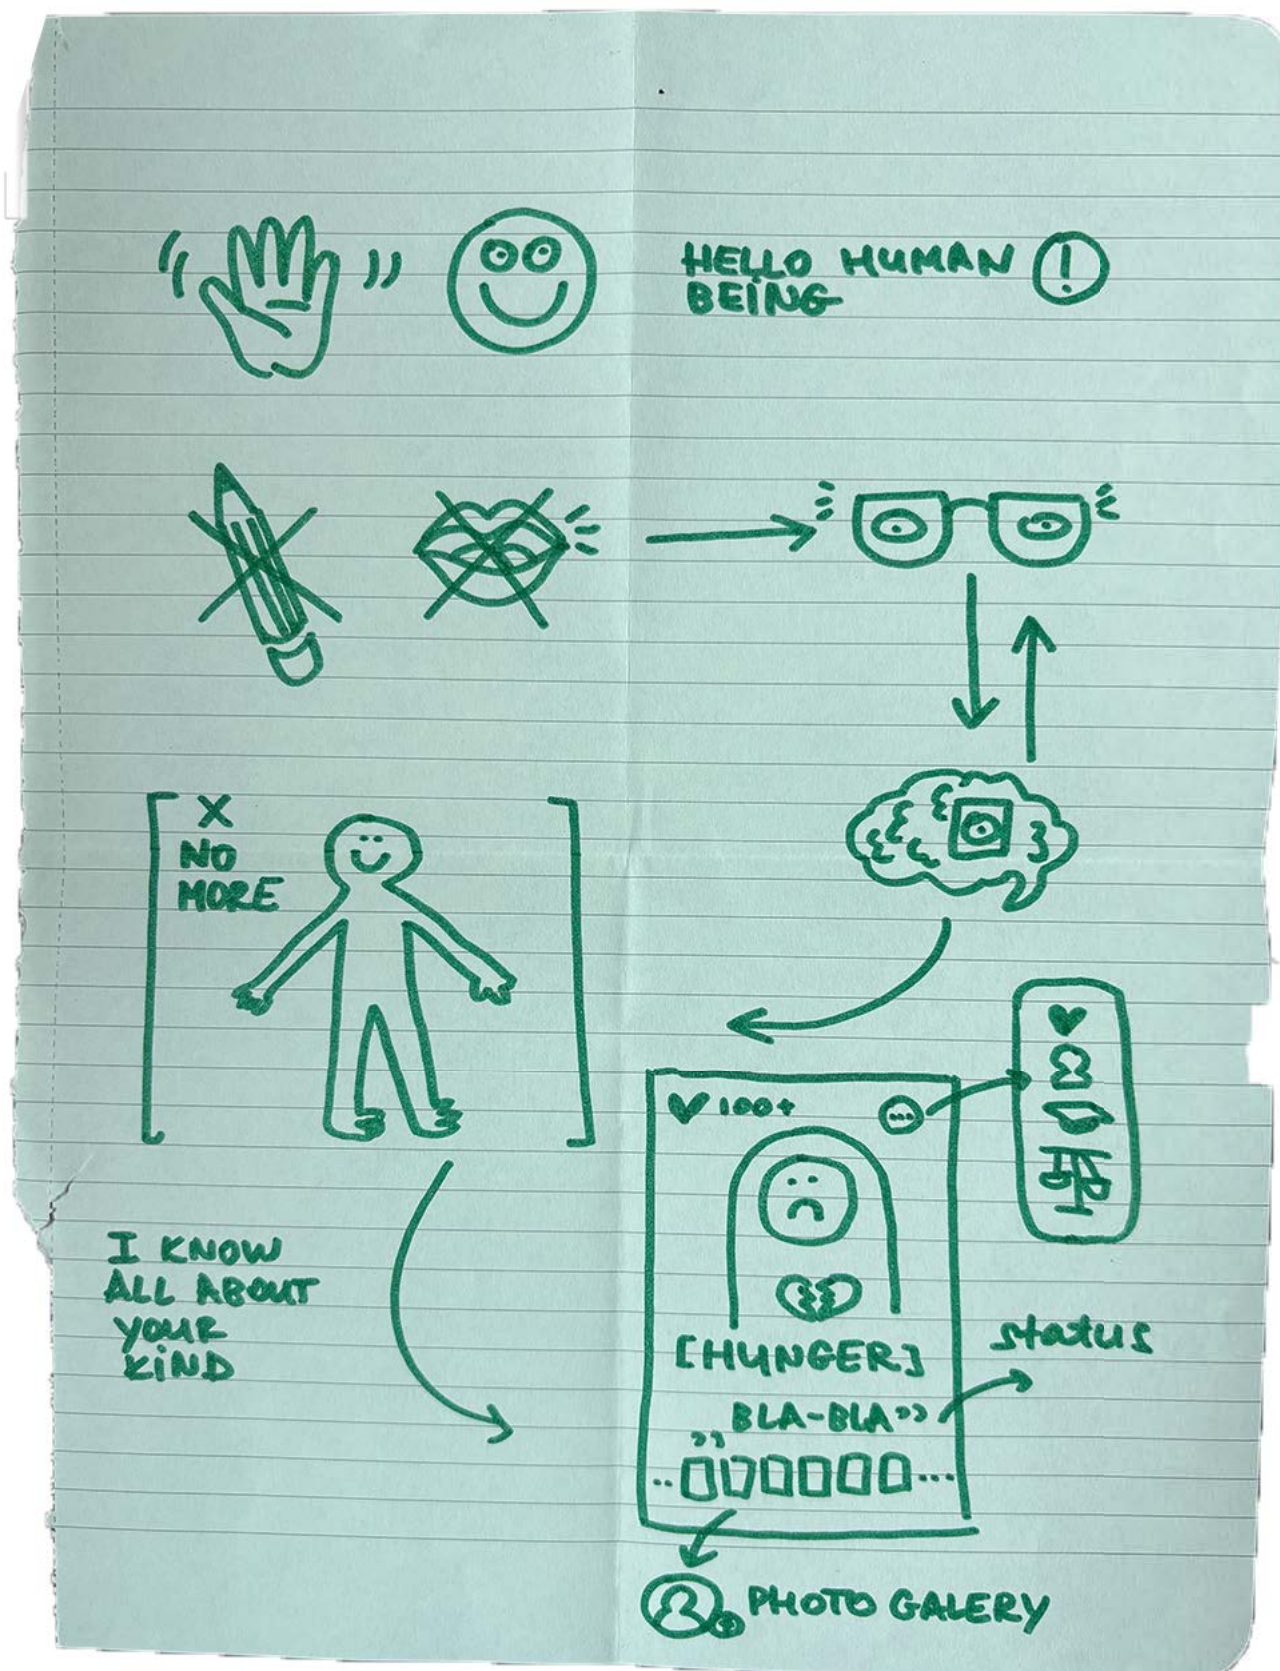 HELLO HUMAN !
BEING
X
NO
MORE
I KNOW
ALL ABOUT
YOUR
KIND
100+
[HUNGER]
BLA-BLA ››
››
status
PHOTO GALERY